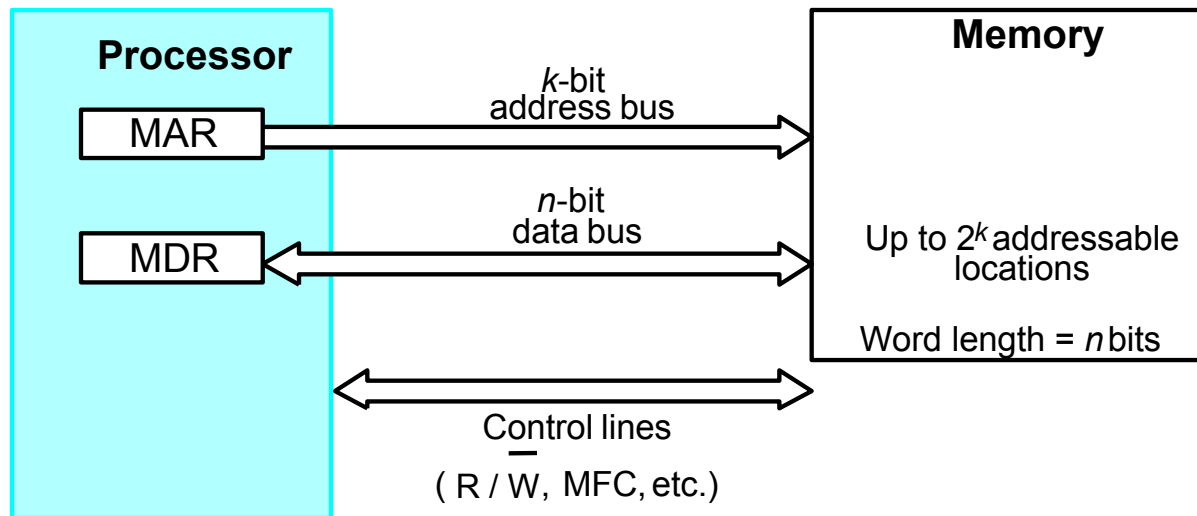 Processor
MAR
MDR
k-bit
address bus
n-bit
data bus
Control lines
( R / W̅, MFC, etc.)
Memory
Up to 2ᵏ addressable
locations
Word length = n bits